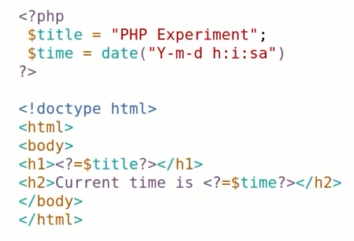 <?php
$title = "PHP Experiment";
$time = date("Y-m-d h:i:sa")
?>

<!doctype html>
<html>
<body>
<h1><?=$title?></h1>
<h2>Current time is <?=$time?></h2>
</body>
</html>